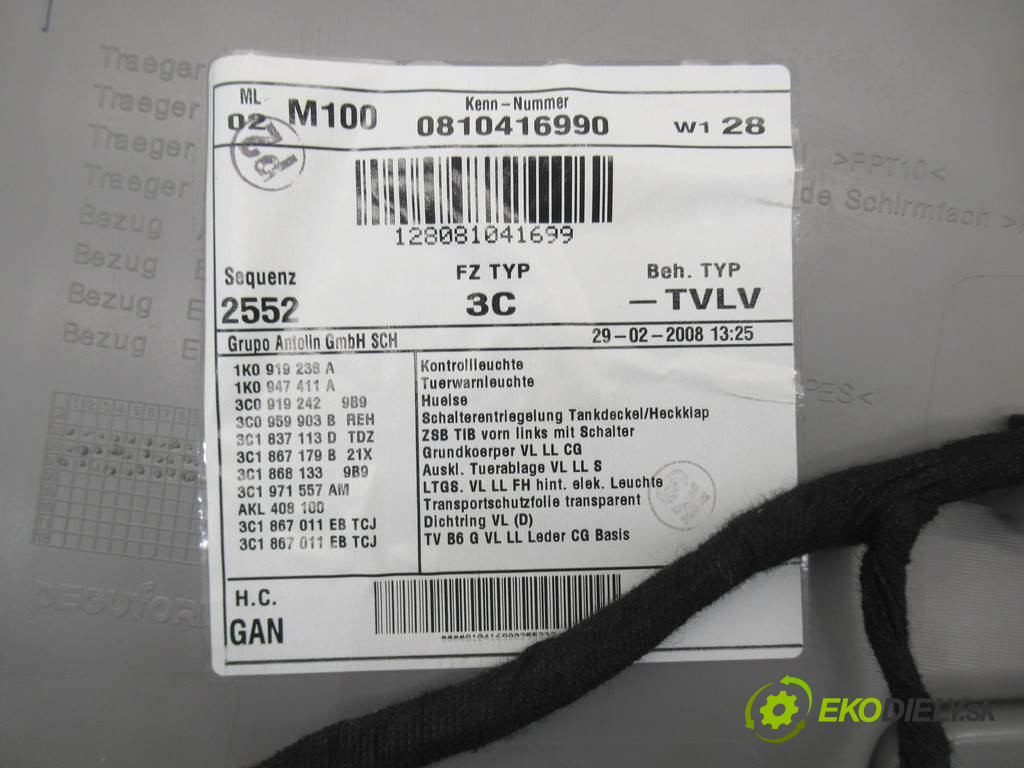 Traeger
Traeger
Traeger
Traeger
Bezug
Bezug E
Bezug E
Bezug E
>PPT10<
de Schirmfach >
PES<
ML
02
M100
Kenn-Nummer
0810416990
W1 28
128081041699
Sequenz
2552
FZ TYP
3C
Beh. TYP
-TVLV
Grupo Antolin GmbH SCH
29-02-2008 13:25
1K0 919 238 A Kontrolleuchte
1K0 947 411 A Tuerwarnleuchte
3C0 919 242 9B9 Huelse
3C0 959 903 B REH Schalterentriegelung Tankdeckel/Heckklap
3C1 837 113 D TDZ ZSB TIB vorn links mit Schalter
3C1 867 179 B 21X Grundkoerper VL LL CG
3C1 868 133 9B9 Auskl. Tuerablage VL LL S
3C1 971 557 AM LTGS. VL LL FH hint. elek. Leuchte
AKL 408 100 Transportschutzfolie transparent
3C1 867 011 EB TCJ Dichtring VL (D)
3C1 867 011 EB TCJ TV B6 G VL LL Leder CG Basis
H.C.
GAN
EKODIELY.SK